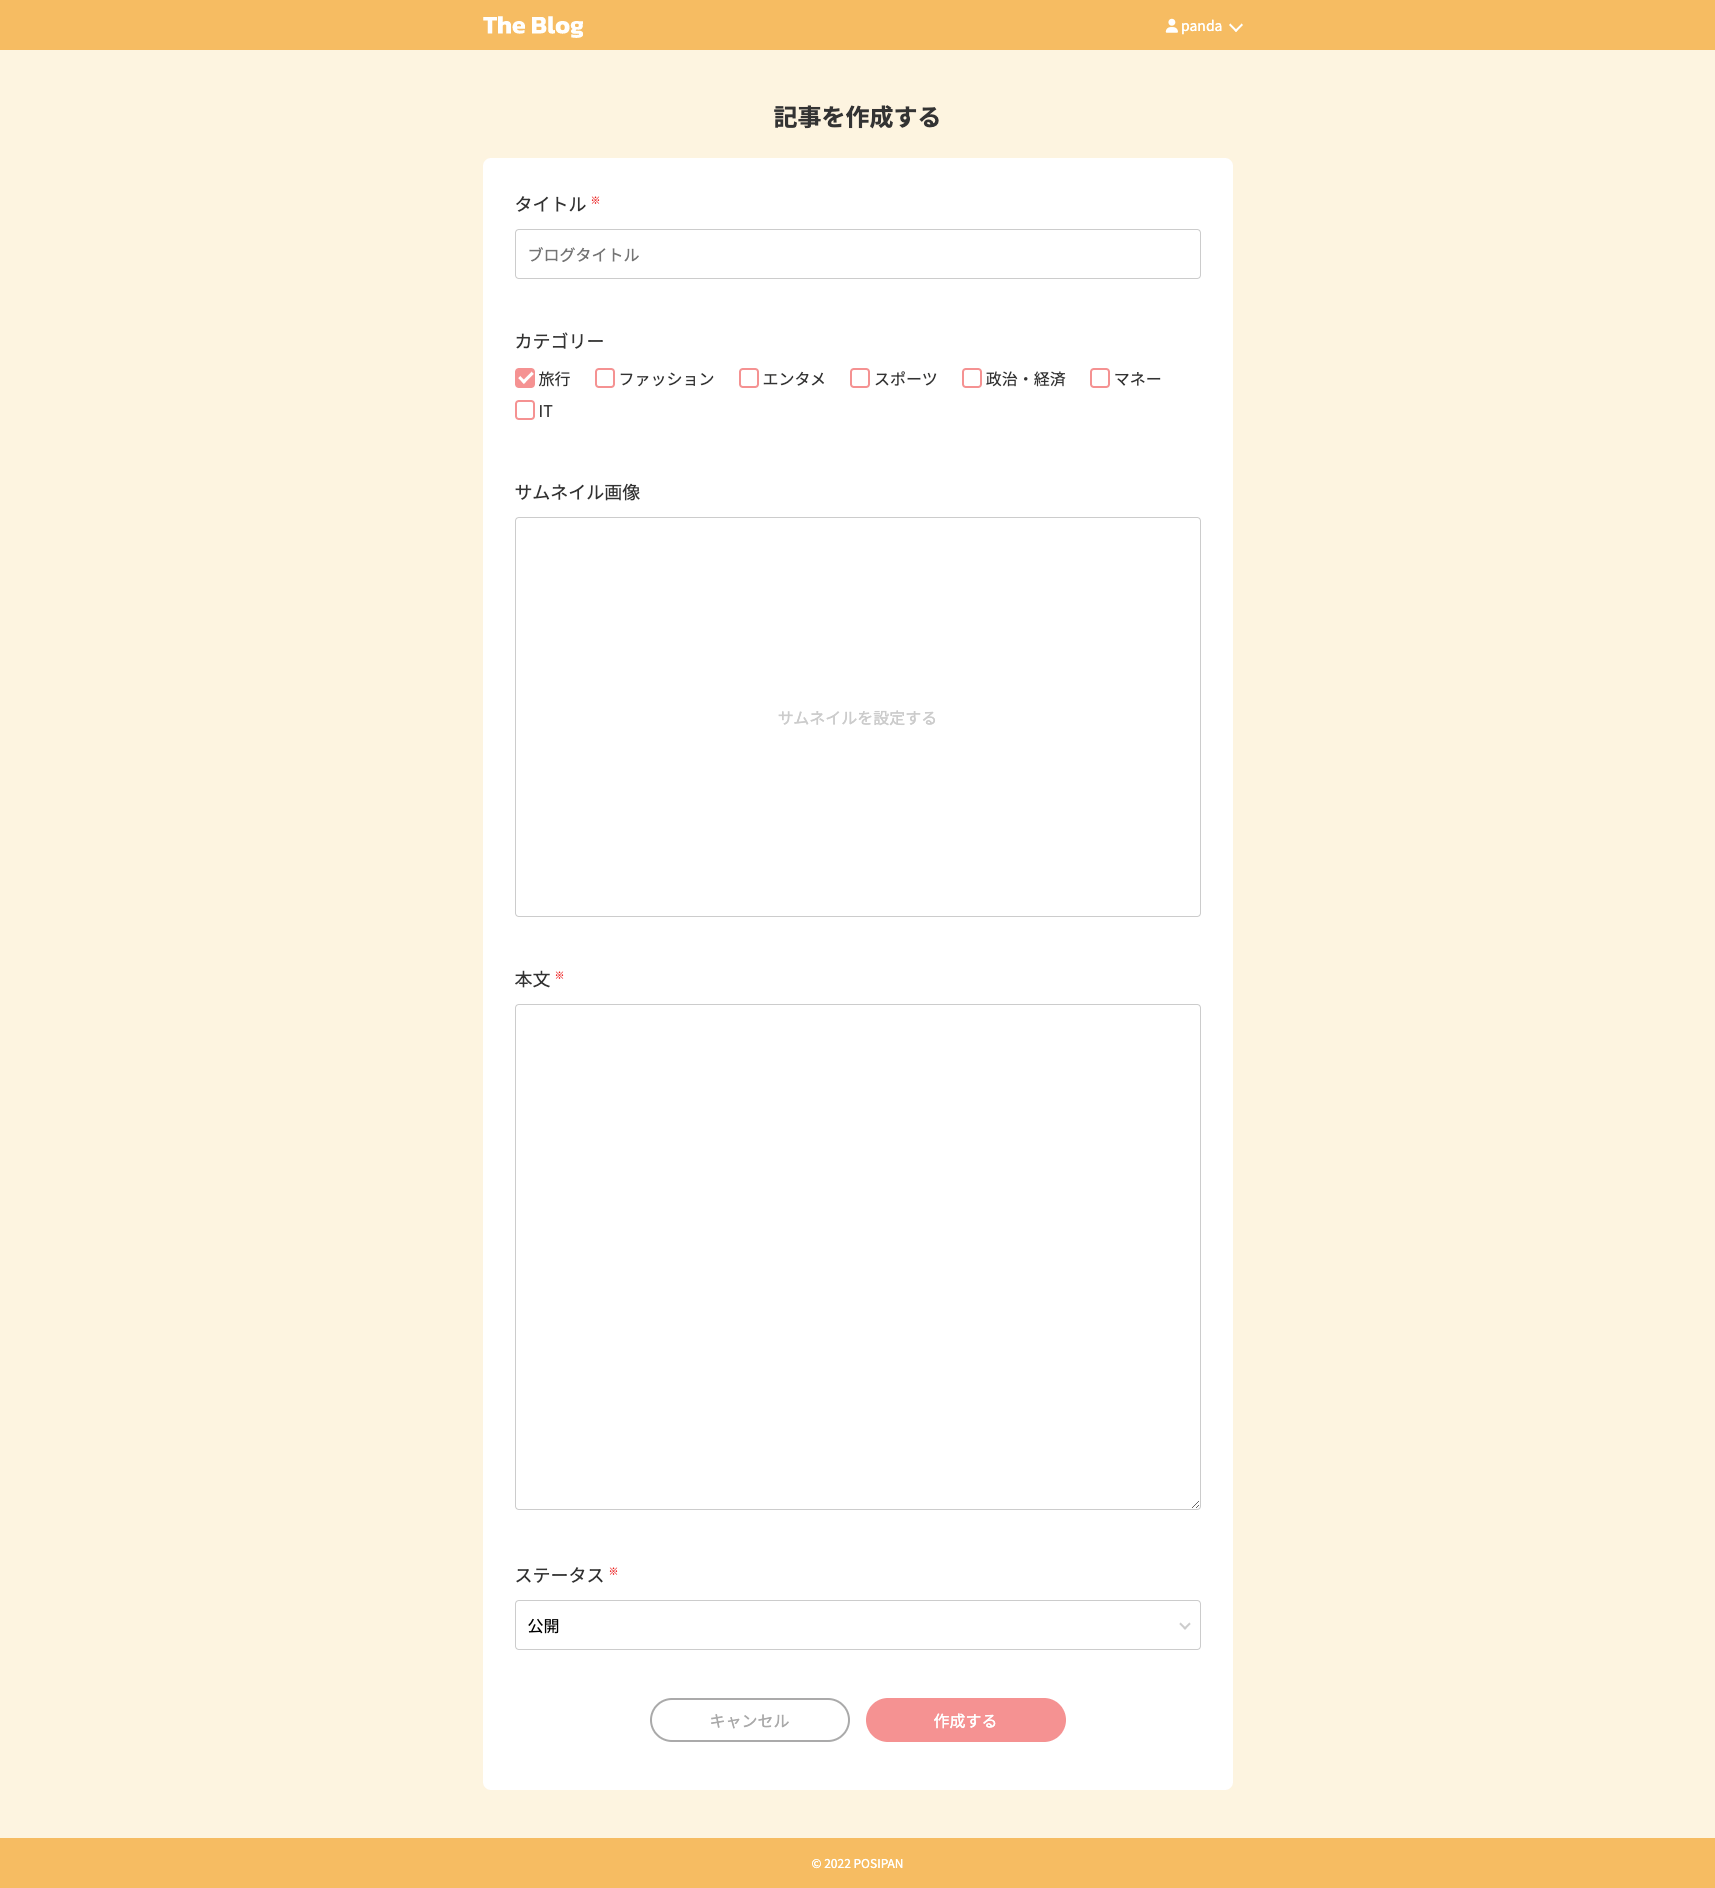 The Blog
panda
記事を作成する
タイトル ※
ブログタイトル
カテゴリー
旅行 ファッション エンタメ スポーツ 政治・経済 マネー
IT
サムネイル画像
サムネイルを設定する
本文 ※
ステータス ※
公開
キャンセル 作成する
© 2022 POSIPAN